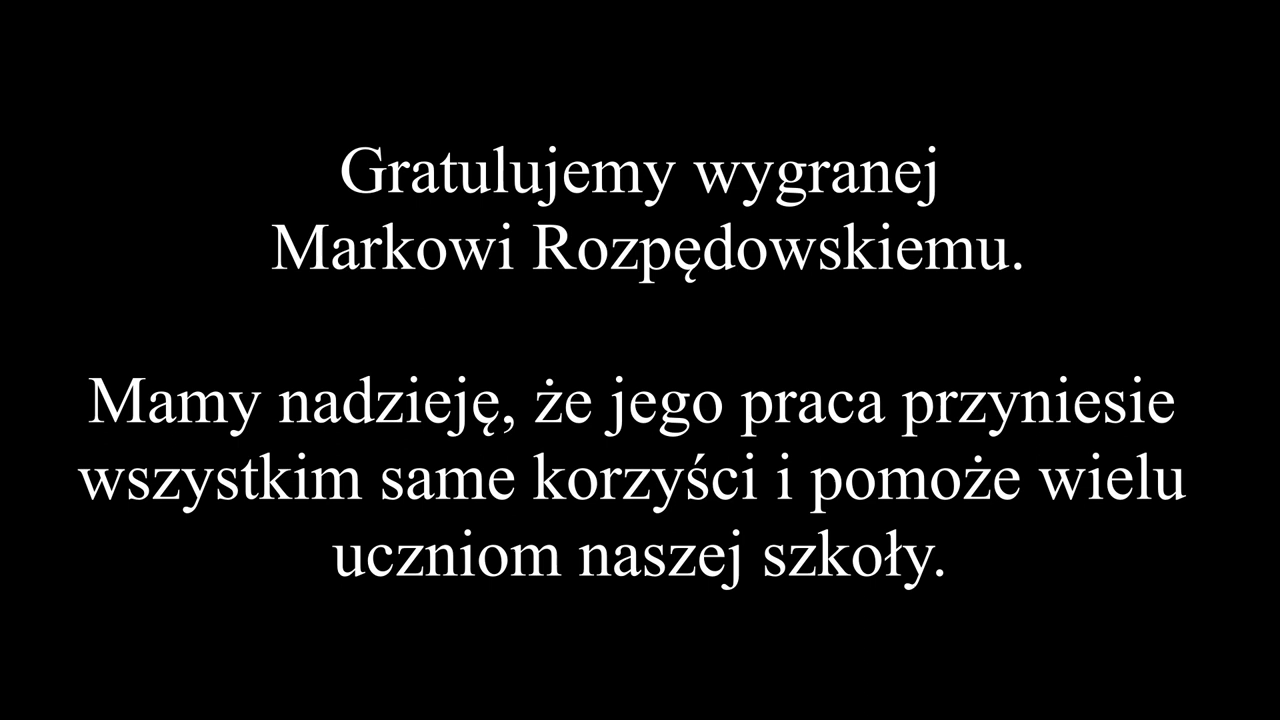 Gratulujemy wygranej
Markowi Rozpędowskiemu.
Mamy nadzieję, że jego praca przyniesie
wszystkim same korzyści i pomoże wielu
uczniom naszej szkoły.